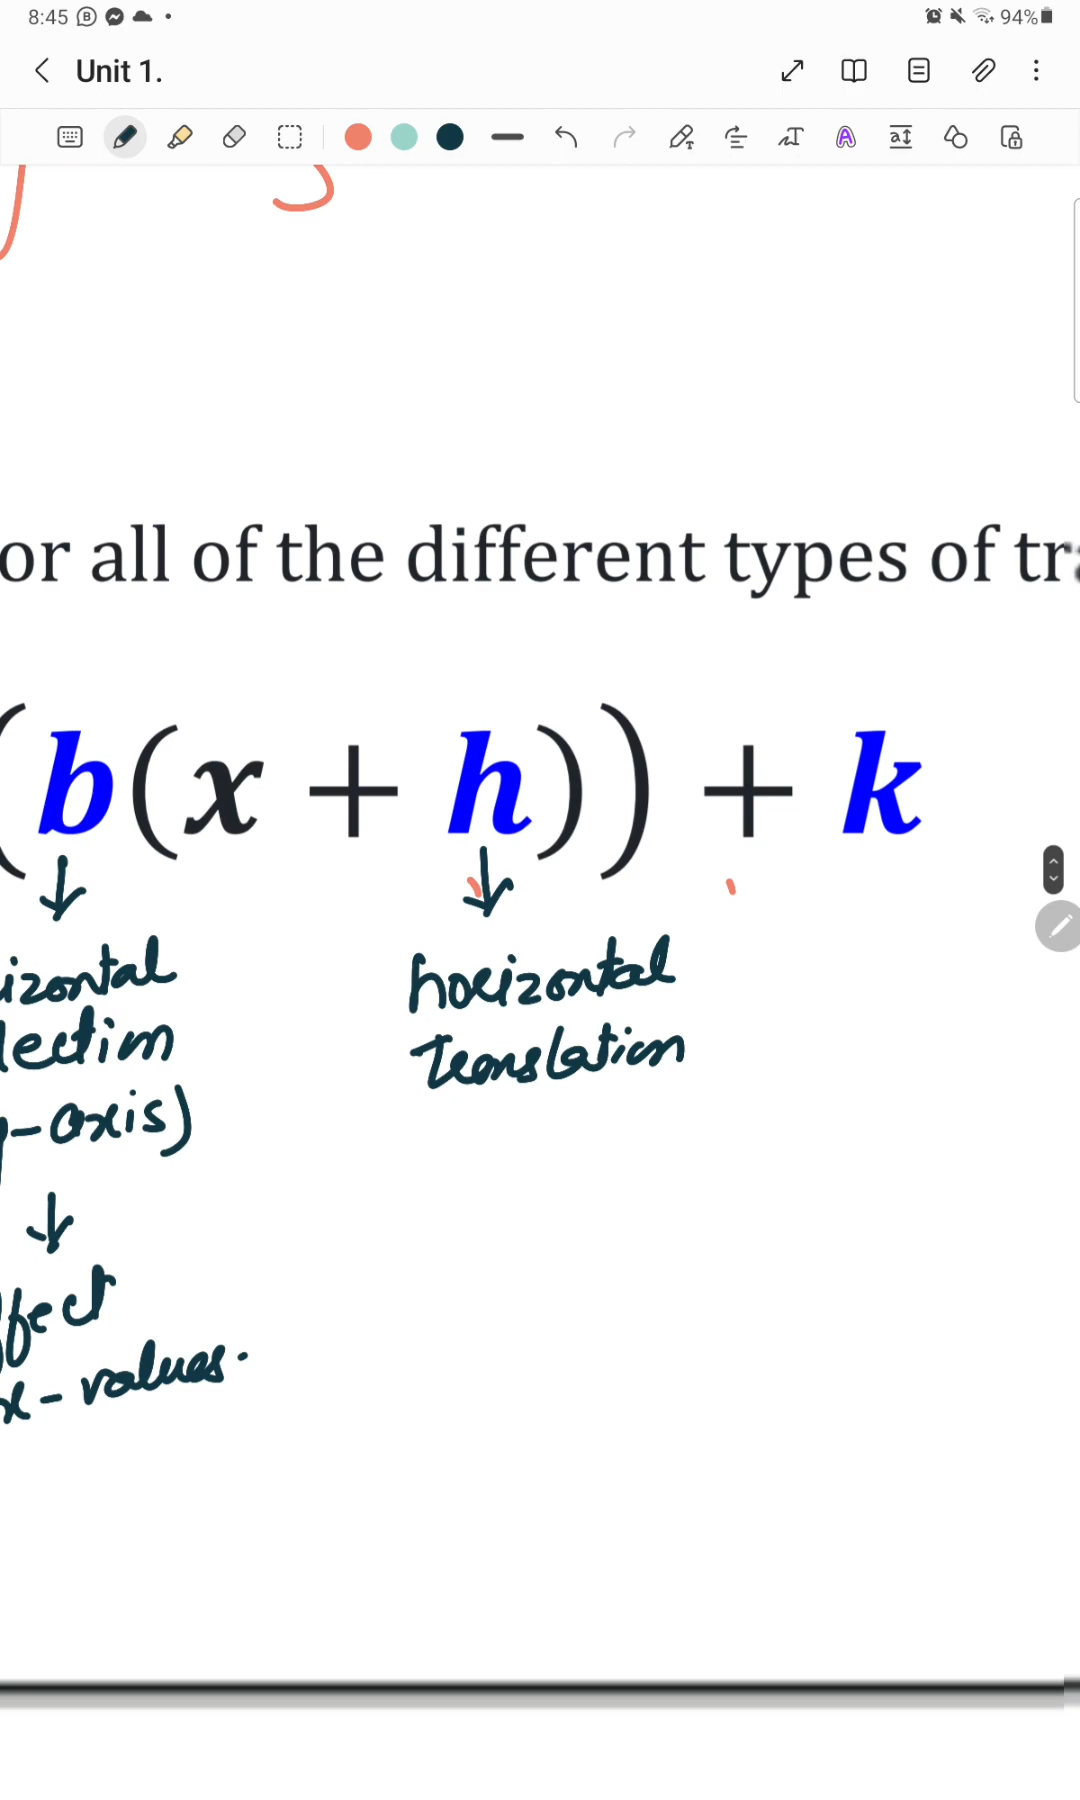 8:45
94%
Unit 1.
or all of the different types of tr
(b(x + h)) + k
izontal
lection
y-axis)
ffect
x-values.
horizontal
translation